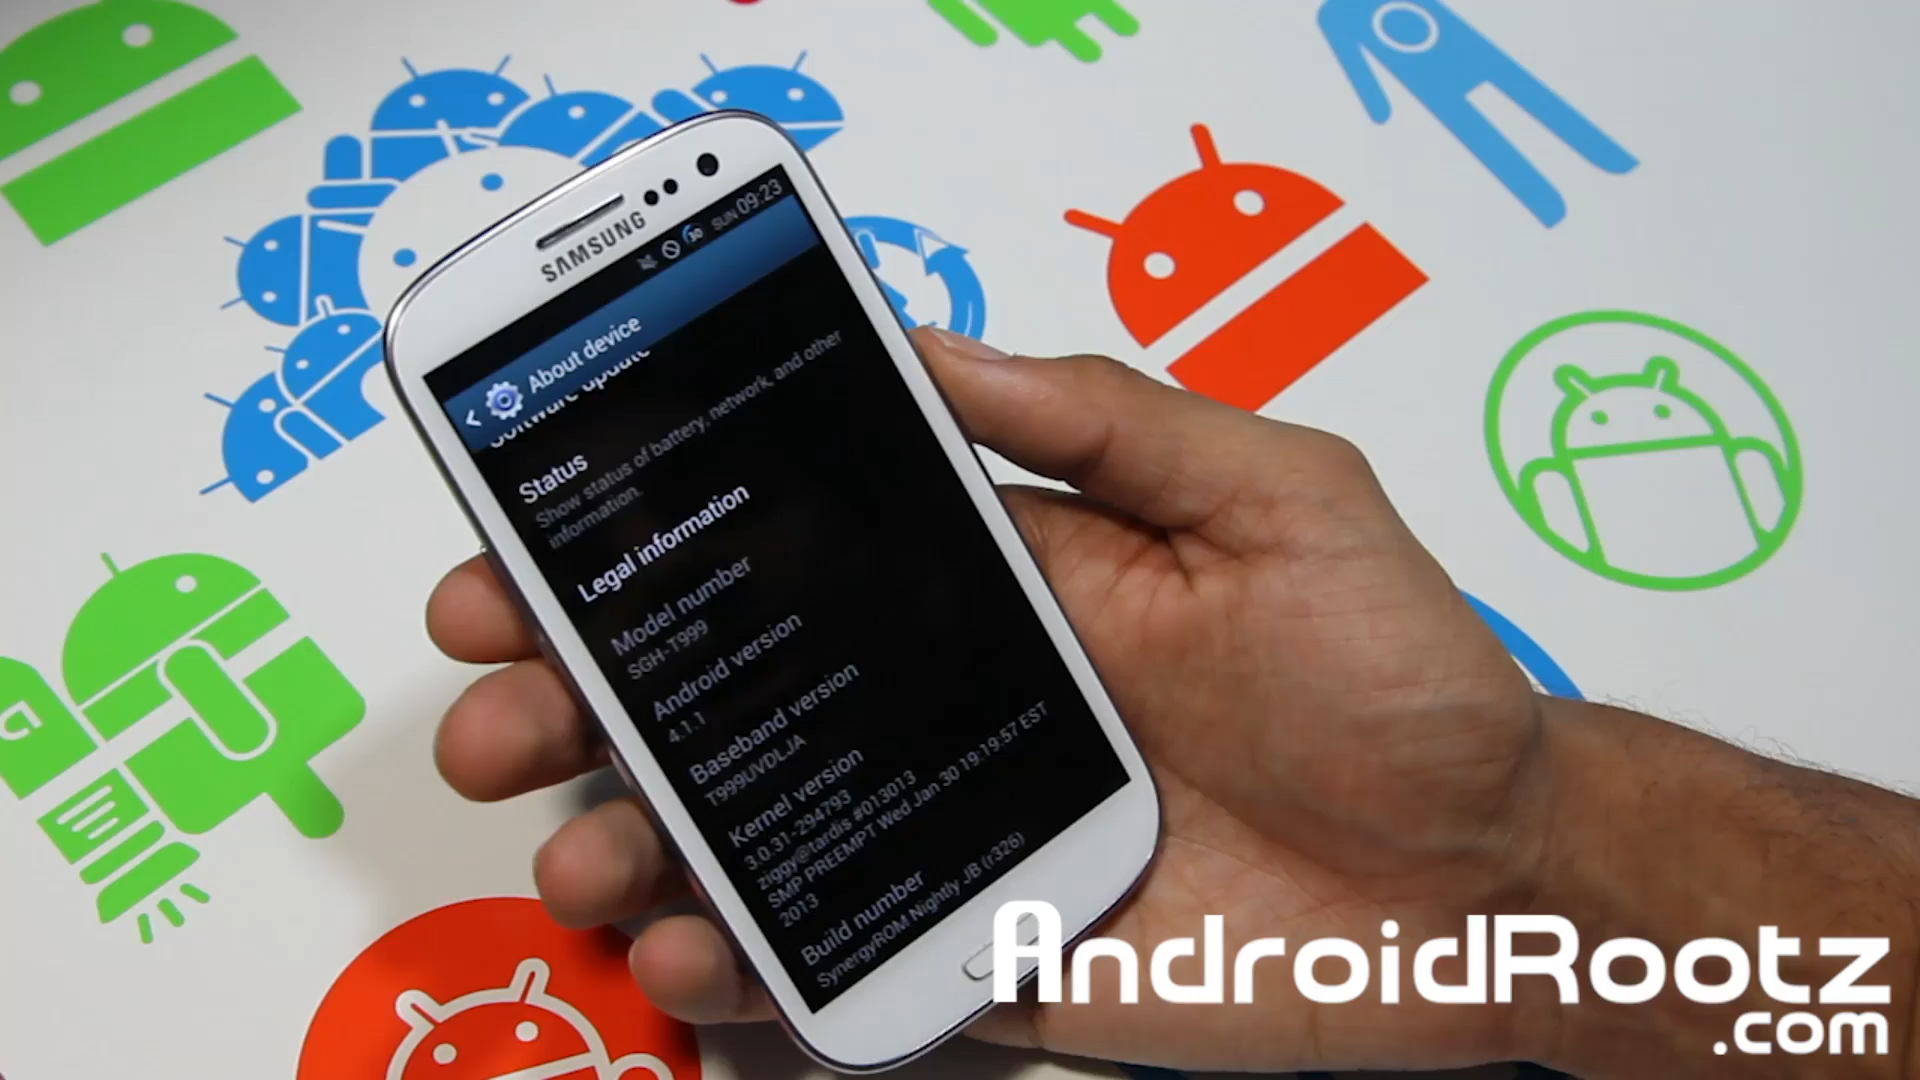 SAMSUNG
30 SUN 09:23
About device
Software update
Status
Show status of battery, network, and other
information.
Legal information
Model number
SGH-T999
Android version
4.1.1
Baseband version
T999UVDLJA
Kernel version
3.0.31-294793
ziggy@tardis #013013
SMP PREEMPT Wed Jan 30 19:19:57 EST
2013
Build number
SynergyROM Nightly JB (r326)
AndroidRootz
.com